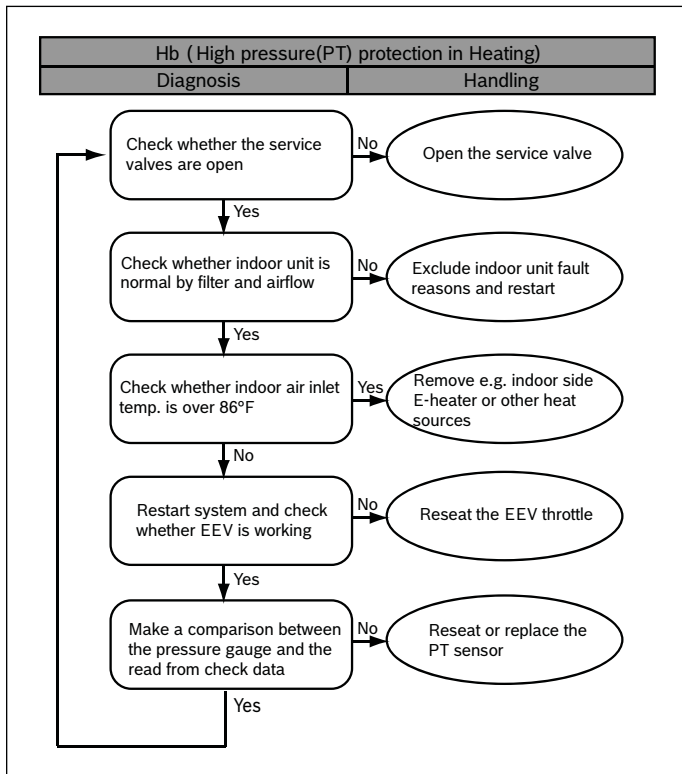 Hb ( High pressure(PT) protection in Heating)
Diagnosis
Handling
Check whether the service
valves are open
No
Open the service valve
Yes
Check whether indoor unit is
normal by filter and airflow
No
Exclude indoor unit fault
reasons and restart
Yes
Check whether indoor air inlet
temp. is over 86°F
Yes
Remove e.g. indoor side
E-heater or other heat
sources
No
Restart system and check
whether EEV is working
No
Reseat the EEV throttle
Yes
Make a comparison between
the pressure gauge and the
read from check data
No
Reseat or replace the
PT sensor
Yes